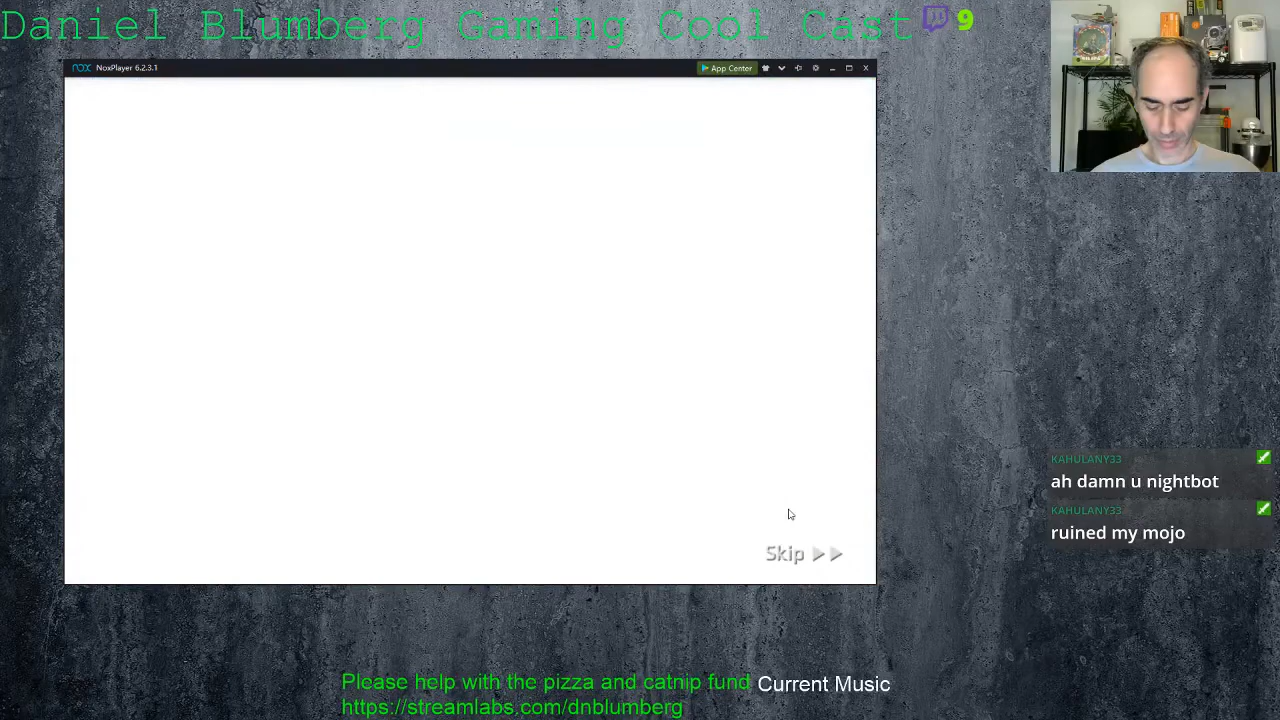 Daniel Blumberg Gaming Cool Cast 9
nox NoxPlayer 6.2.3.1 App Center
KAHULANY33
ah damn u nightbot
KAHULANY33
ruined my mojo
Skip
Please help with the pizza and catnip fund Current Music
https://streamlabs.com/dnblumberg